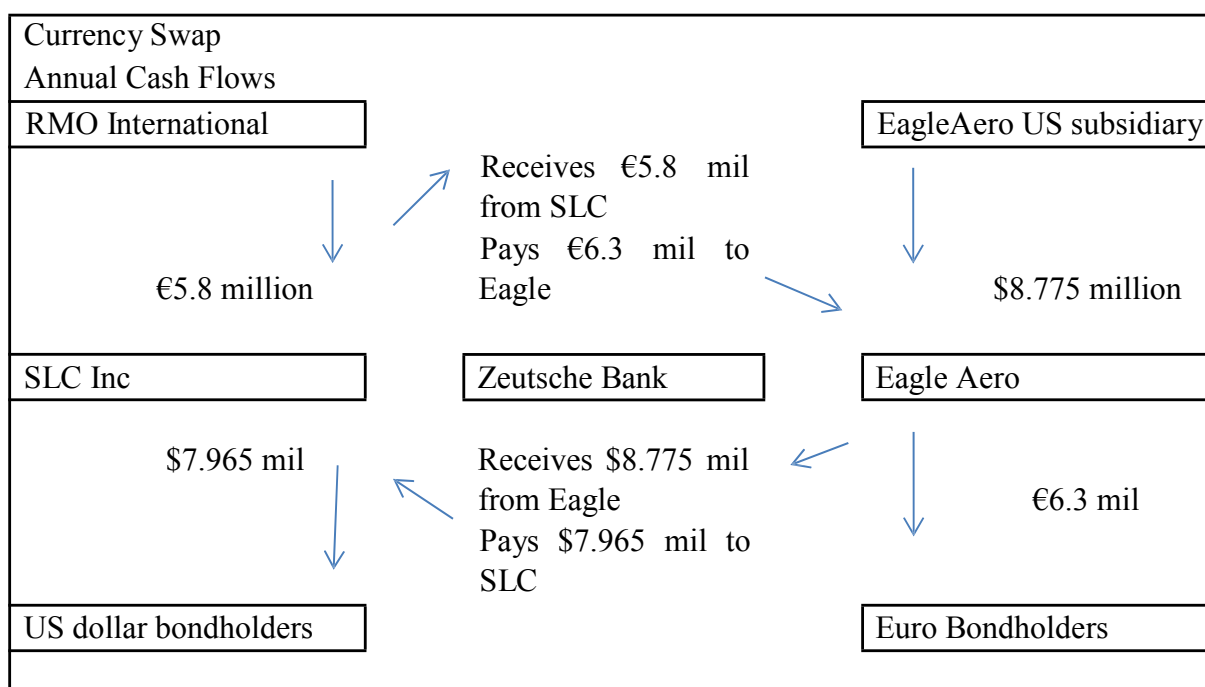 Currency Swap
Annual Cash Flows
RMO International
EagleAero US subsidiary
Receives €5.8 mil
from SLC
Pays €6.3 mil to
Eagle
€5.8 million
$8.775 million
SLC Inc
Zeutsche Bank
Eagle Aero
$7.965 mil
Receives $8.775 mil
from Eagle
Pays $7.965 mil to
SLC
€6.3 mil
US dollar bondholders
Euro Bondholders